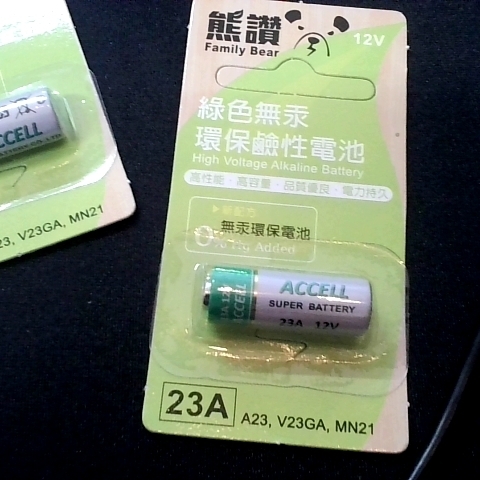 熊讚
Family Bear
12V
綠色無汞
環保鹼性電池
High Voltage Alkaline Battery
高性能・高容量・品質優良・電力持久
無汞環保電池
0% Hg Added
ACCELL
SUPER BATTERY
23A 12V
ACCELL
23A
A23, V23GA, MN21
CCELL
23, V23GA, MN21